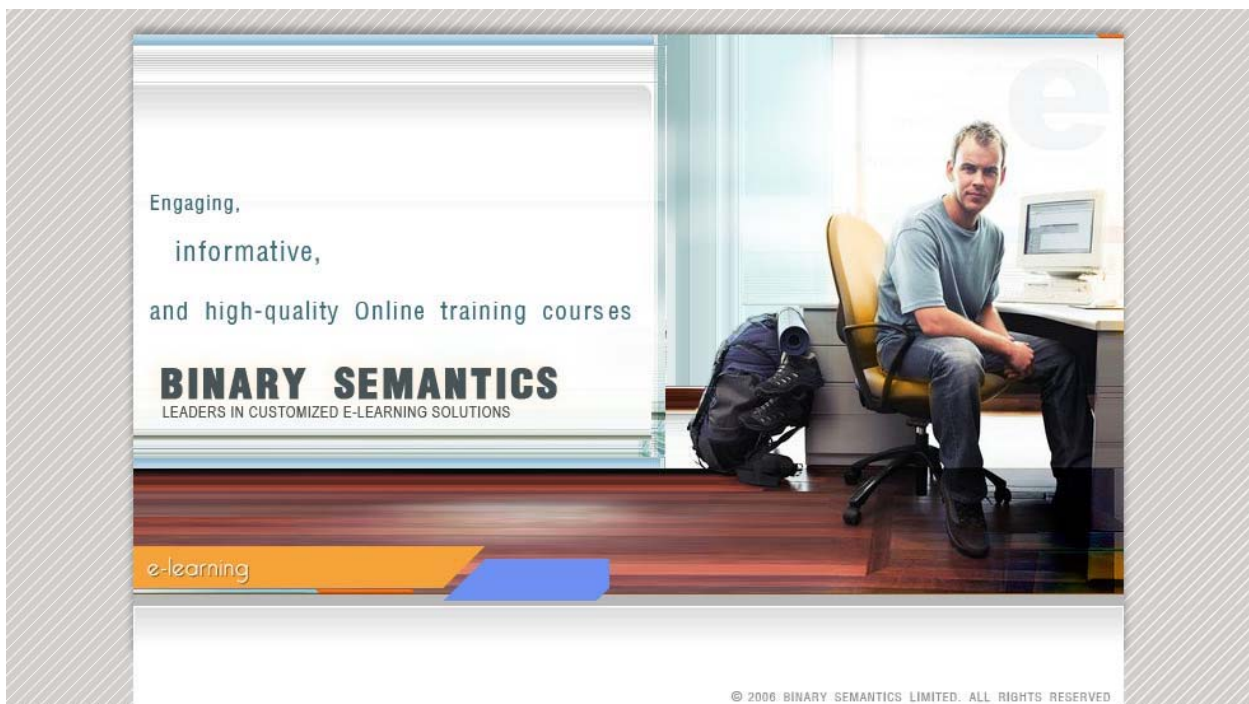 e
Engaging,
informative,
and high-quality Online training courses
BINARY SEMANTICS
LEADERS IN CUSTOMIZED E-LEARNING SOLUTIONS
e-learning
© 2006 BINARY SEMANTICS LIMITED. ALL RIGHTS RESERVED